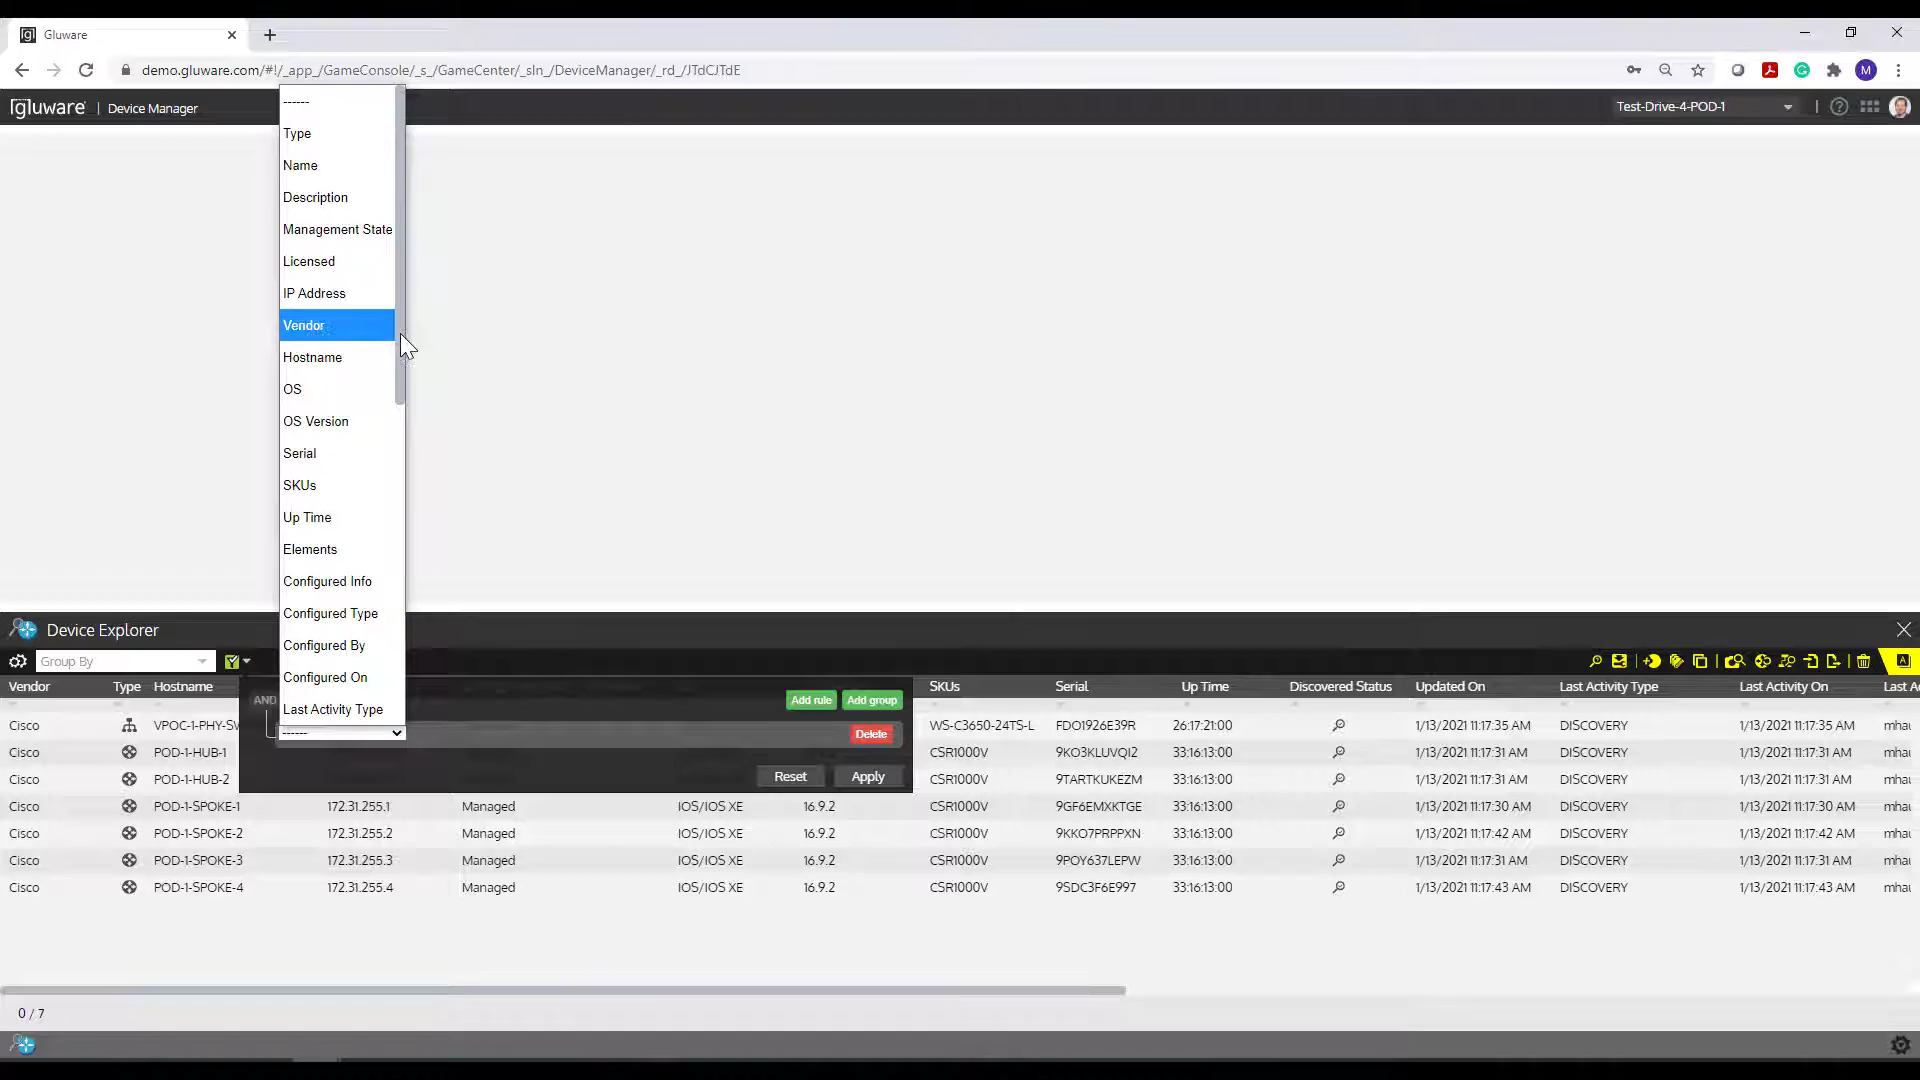 Gluware
demo.gluware.com/#!/_app_/GameConsole/_s_/GameCenter/_sln_/DeviceManager/_rd_/JTdCJTdE
M
[gluware | Device Manager
Test-Drive-4-POD-1
------
Type
Name
Description
Management State
Licensed
IP Address
Vendor
Hostname
OS
OS Version
Serial
SKUs
Up Time
Elements
Configured Info
Configured Type
Configured By
Configured On
Last Activity Type
------
Device Explorer
Group By
A
AND
Add rule
Add group
Delete
Reset
Apply
Vendor Type Hostname SKUs Serial Up Time Discovered Status Updated On Last Activity Type Last Activity On Last A
Cisco VPOC-1-PHY-SV WS-C3650-24TS-L FDO1926E39R 26:17:21:00 1/13/2021 11:17:35 AM DISCOVERY 1/13/2021 11:17:35 AM mhau
Cisco POD-1-HUB-1 CSR1000V 9KO3KLUVQI2 33:16:13:00 1/13/2021 11:17:31 AM DISCOVERY 1/13/2021 11:17:31 AM mhau
Cisco POD-1-HUB-2 CSR1000V 9TARTKUKEZM 33:16:13:00 1/13/2021 11:17:31 AM DISCOVERY 1/13/2021 11:17:31 AM mhau
Cisco POD-1-SPOKE-1 172.31.255.1 Managed IOS/IOS XE 16.9.2 CSR1000V 9GF6EMXKTGE 33:16:13:00 1/13/2021 11:17:30 AM DISCOVERY 1/13/2021 11:17:30 AM mhau
Cisco POD-1-SPOKE-2 172.31.255.2 Managed IOS/IOS XE 16.9.2 CSR1000V 9KKO7PRPPXN 33:16:13:00 1/13/2021 11:17:42 AM DISCOVERY 1/13/2021 11:17:42 AM mhau
Cisco POD-1-SPOKE-3 172.31.255.3 Managed IOS/IOS XE 16.9.2 CSR1000V 9POY637LEPW 33:16:13:00 1/13/2021 11:17:31 AM DISCOVERY 1/13/2021 11:17:31 AM mhau
Cisco POD-1-SPOKE-4 172.31.255.4 Managed IOS/IOS XE 16.9.2 CSR1000V 9SDC3F6E997 33:16:13:00 1/13/2021 11:17:43 AM DISCOVERY 1/13/2021 11:17:43 AM mhau
0 / 7